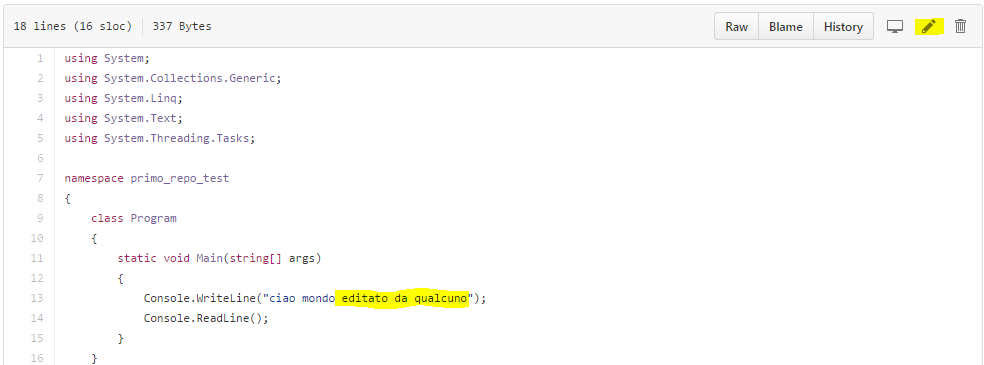 18 lines (16 sloc) 337 Bytes Raw Blame History
1 using System;
2 using System.Collections.Generic;
3 using System.Linq;
4 using System.Text;
5 using System.Threading.Tasks;
6
7 namespace primo_repo_test
8 {
9 class Program
10 {
11 static void Main(string[] args)
12 {
13 Console.WriteLine("ciao mondo editato da qualcuno");
14 Console.ReadLine();
15 }
16 }